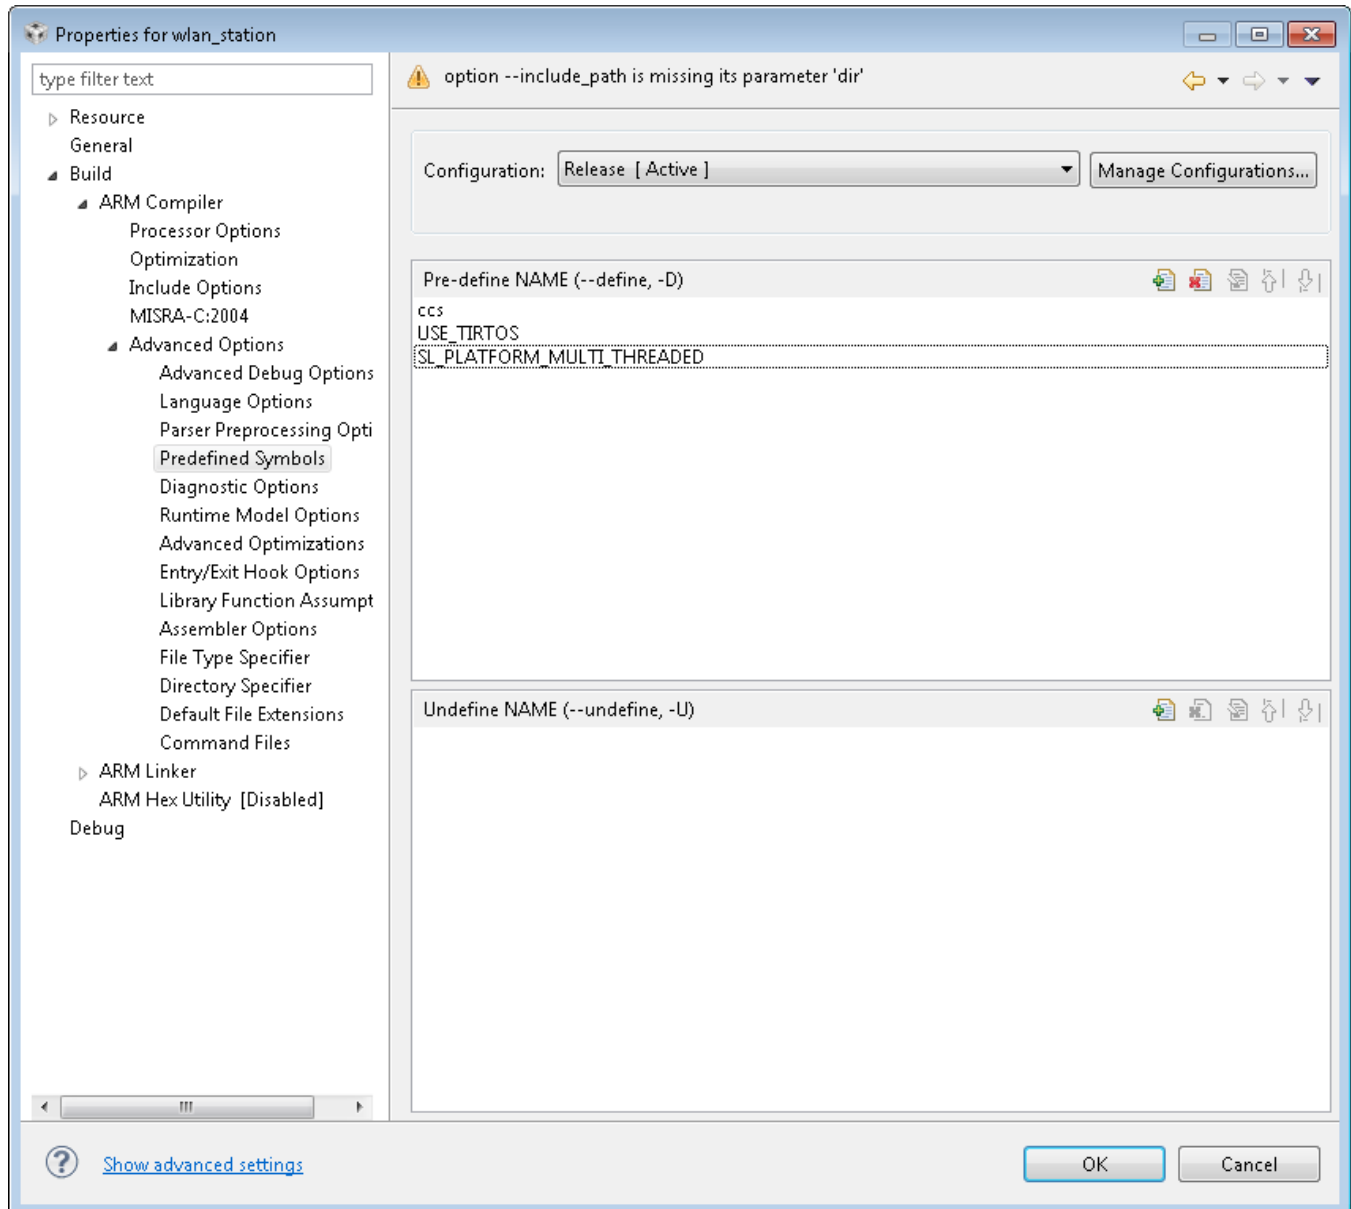 Properties for wlan_station
type filter text
option --include_path is missing its parameter 'dir'
Resource
General
Build
ARM Compiler
Processor Options
Optimization
Include Options
MISRA-C:2004
Advanced Options
Advanced Debug Options
Language Options
Parser Preprocessing Opti
Predefined Symbols
Diagnostic Options
Runtime Model Options
Advanced Optimizations
Entry/Exit Hook Options
Library Function Assumpt
Assembler Options
File Type Specifier
Directory Specifier
Default File Extensions
Command Files
ARM Linker
ARM Hex Utility [Disabled]
Debug
Configuration: Release [ Active ] Manage Configurations...
Pre-define NAME (--define, -D)
ccs
USE_TIRTOS
SL_PLATFORM_MULTI_THREADED
Undefine NAME (--undefine, -U)
Show advanced settings
OK Cancel